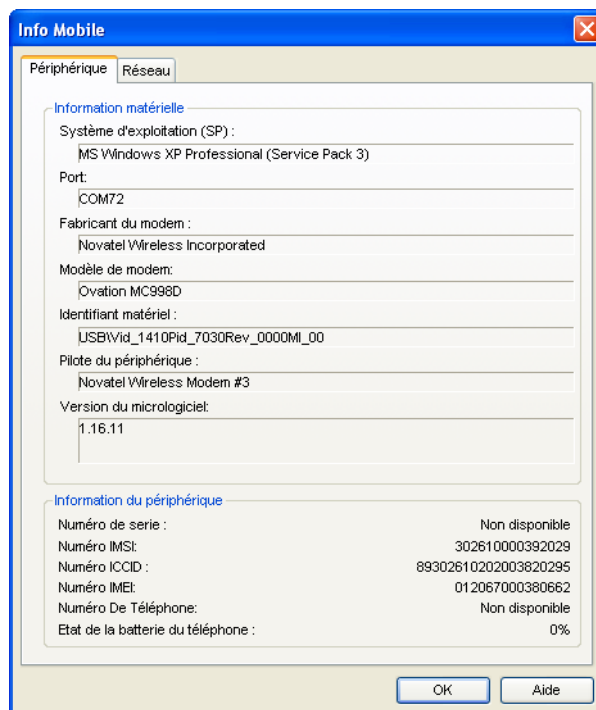 Info Mobile
Périphérique
Réseau
Information matérielle
Système d'exploitation (SP) :
MS Windows XP Professional (Service Pack 3)
Port:
COM72
Fabricant du modem :
Novatel Wireless Incorporated
Modèle de modem:
Ovation MC998D
Identifiant matériel :
USB\Vid_1410Pid_7030Rev_0000MI_00
Pilote du périphérique :
Novatel Wireless Modem #3
Version du micrologiciel:
1.16.11
Information du périphérique
Numéro de serie : Non disponible
Numéro IMSI: 302610000392029
Numéro ICCID : 89302610202003820295
Numéro IMEI: 012067000380662
Numéro De Téléphone: Non disponible
Etat de la batterie du téléphone : 0%
OK Aide